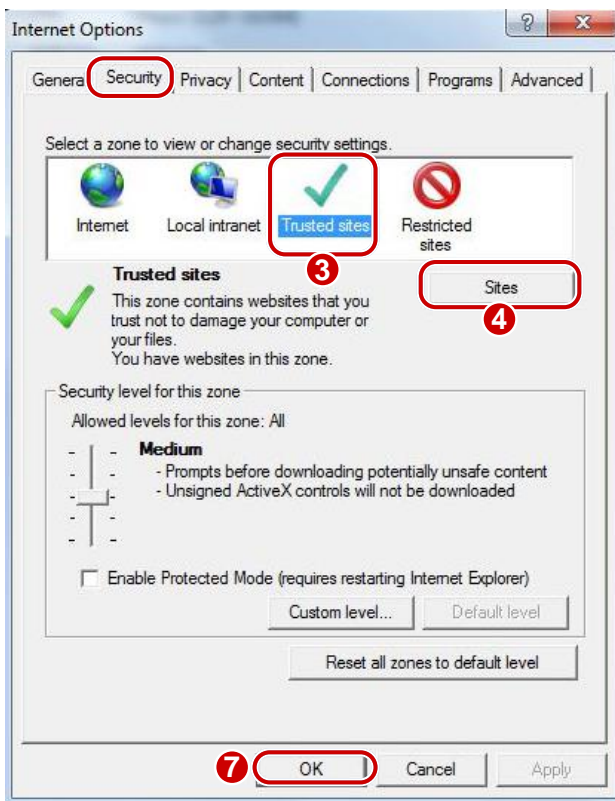 Internet Options
General Security Privacy Content Connections Programs Advanced
Select a zone to view or change security settings.
Internet Local intranet Trusted sites Restricted sites
3
Trusted sites
Sites
4
This zone contains websites that you
trust not to damage your computer or
your files.
You have websites in this zone.
Security level for this zone
Allowed levels for this zone: All
Medium
- Prompts before downloading potentially unsafe content
- Unsigned ActiveX controls will not be downloaded
Enable Protected Mode (requires restarting Internet Explorer)
Custom level... Default level
Reset all zones to default level
7 OK Cancel Apply